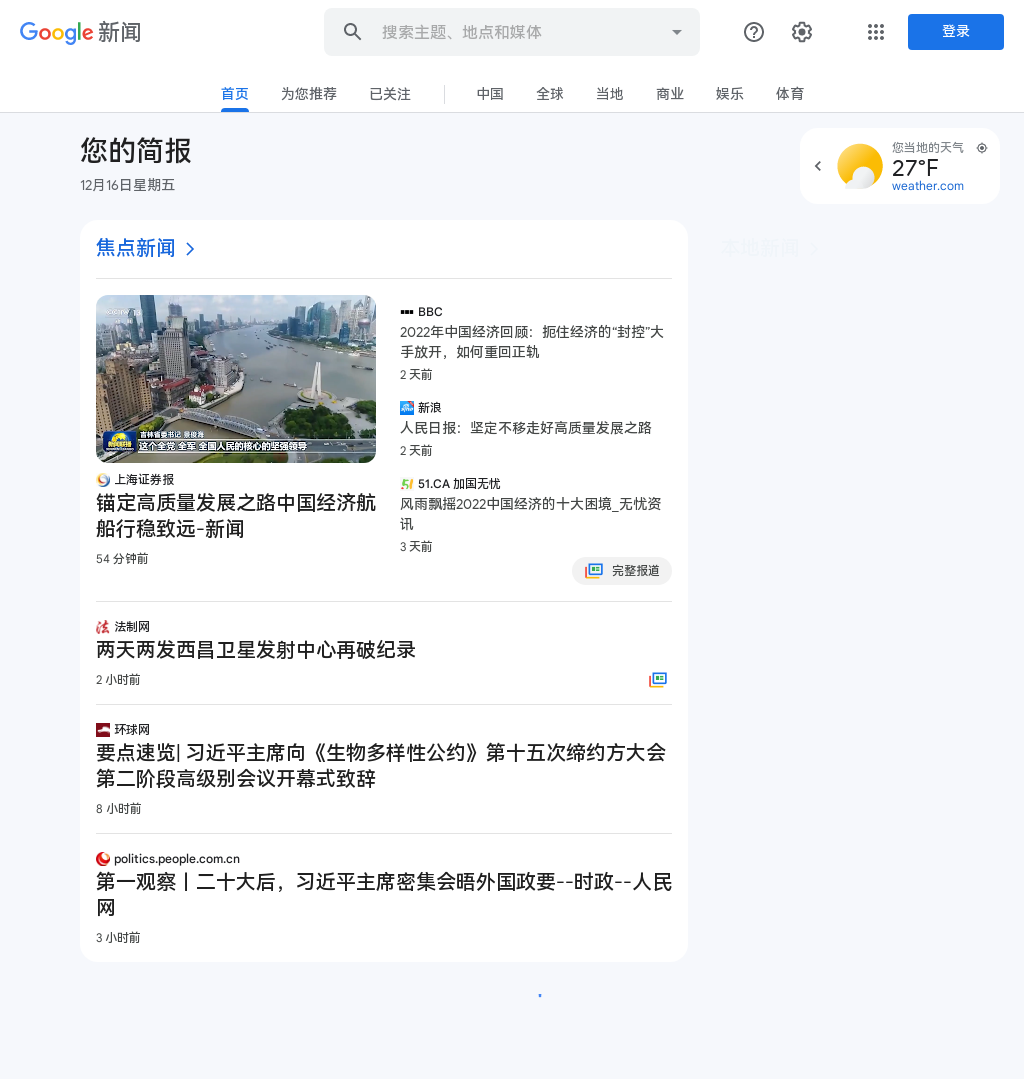 Google 新闻
搜索主题、地点和媒体
登录
首页
为您推荐
已关注
中国
全球
当地
商业
娱乐
体育
您的简报
12月16日星期五
您当地的天气
27°F
weather.com
焦点新闻
本地新闻
吉林省委书记 景俊海
这个全党 全军 全国人民的核心的坚强领导
上海证券报
锚定高质量发展之路中国经济航
船行稳致远-新闻
54 分钟前
BBC
2022年中国经济回顾：扼住经济的“封控”大
手放开，如何重回正轨
2 天前
新浪
人民日报：坚定不移走好高质量发展之路
2 天前
51.CA 加国无忧
风雨飘摇2022中国经济的十大困境_无忧资
讯
3 天前
完整报道
法制网
两天两发西昌卫星发射中心再破纪录
2 小时前
环球网
要点速览| 习近平主席向《生物多样性公约》第十五次缔约方大会
第二阶段高级别会议开幕式致辞
8 小时前
politics.people.com.cn
第一观察丨二十大后，习近平主席密集会晤外国政要--时政--人民
网
3 小时前